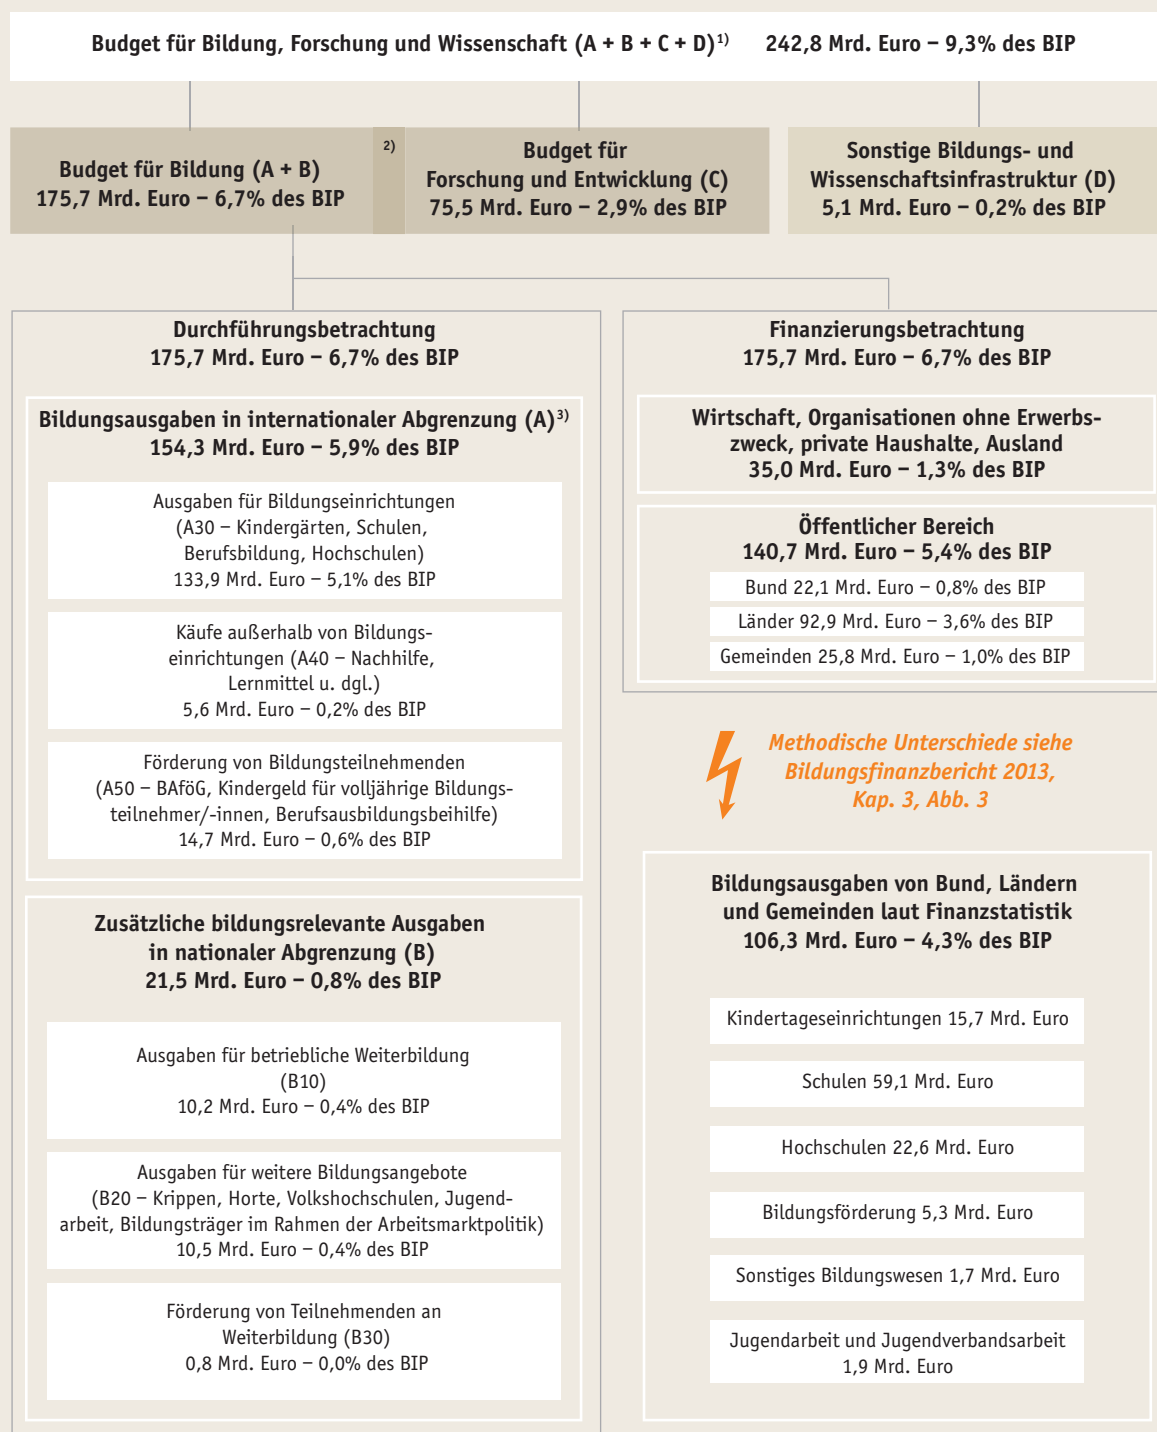 Budget für Bildung, Forschung und Wissenschaft (A + B + C + D)1) 242,8 Mrd. Euro – 9,3% des BIP
Budget für Bildung (A + B)
175,7 Mrd. Euro – 6,7% des BIP
2)
Budget für
Forschung und Entwicklung (C)
75,5 Mrd. Euro – 2,9% des BIP
Sonstige Bildungs- und
Wissenschaftsinfrastruktur (D)
5,1 Mrd. Euro – 0,2% des BIP
Durchführungsbetrachtung
175,7 Mrd. Euro – 6,7% des BIP
Bildungsausgaben in internationaler Abgrenzung (A)3)
154,3 Mrd. Euro – 5,9% des BIP
Ausgaben für Bildungseinrichtungen
(A30 – Kindergärten, Schulen,
Berufsbildung, Hochschulen)
133,9 Mrd. Euro – 5,1% des BIP
Käufe außerhalb von Bildungs-
einrichtungen (A40 – Nachhilfe,
Lernmittel u. dgl.)
5,6 Mrd. Euro – 0,2% des BIP
Förderung von Bildungsteilnehmenden
(A50 – BAföG, Kindergeld für volljährige Bildungs-
teilnehmer/-innen, Berufsausbildungsbeihilfe)
14,7 Mrd. Euro – 0,6% des BIP
Zusätzliche bildungsrelevante Ausgaben
in nationaler Abgrenzung (B)
21,5 Mrd. Euro – 0,8% des BIP
Ausgaben für betriebliche Weiterbildung
(B10)
10,2 Mrd. Euro – 0,4% des BIP
Ausgaben für weitere Bildungsangebote
(B20 – Krippen, Horte, Volkshochschulen, Jugend-
arbeit, Bildungsträger im Rahmen der Arbeitsmarktpolitik)
10,5 Mrd. Euro – 0,4% des BIP
Förderung von Teilnehmenden an
Weiterbildung (B30)
0,8 Mrd. Euro – 0,0% des BIP
Finanzierungsbetrachtung
175,7 Mrd. Euro – 6,7% des BIP
Wirtschaft, Organisationen ohne Erwerbs-
zweck, private Haushalte, Ausland
35,0 Mrd. Euro – 1,3% des BIP
Öffentlicher Bereich
140,7 Mrd. Euro – 5,4% des BIP
Bund 22,1 Mrd. Euro – 0,8% des BIP
Länder 92,9 Mrd. Euro – 3,6% des BIP
Gemeinden 25,8 Mrd. Euro – 1,0% des BIP
Methodische Unterschiede siehe
Bildungsfinanzbericht 2013,
Kap. 3, Abb. 3
Bildungsausgaben von Bund, Ländern
und Gemeinden laut Finanzstatistik
106,3 Mrd. Euro – 4,3% des BIP
Kindertageseinrichtungen 15,7 Mrd. Euro
Schulen 59,1 Mrd. Euro
Hochschulen 22,6 Mrd. Euro
Bildungsförderung 5,3 Mrd. Euro
Sonstiges Bildungswesen 1,7 Mrd. Euro
Jugendarbeit und Jugendverbandsarbeit
1,9 Mrd. Euro